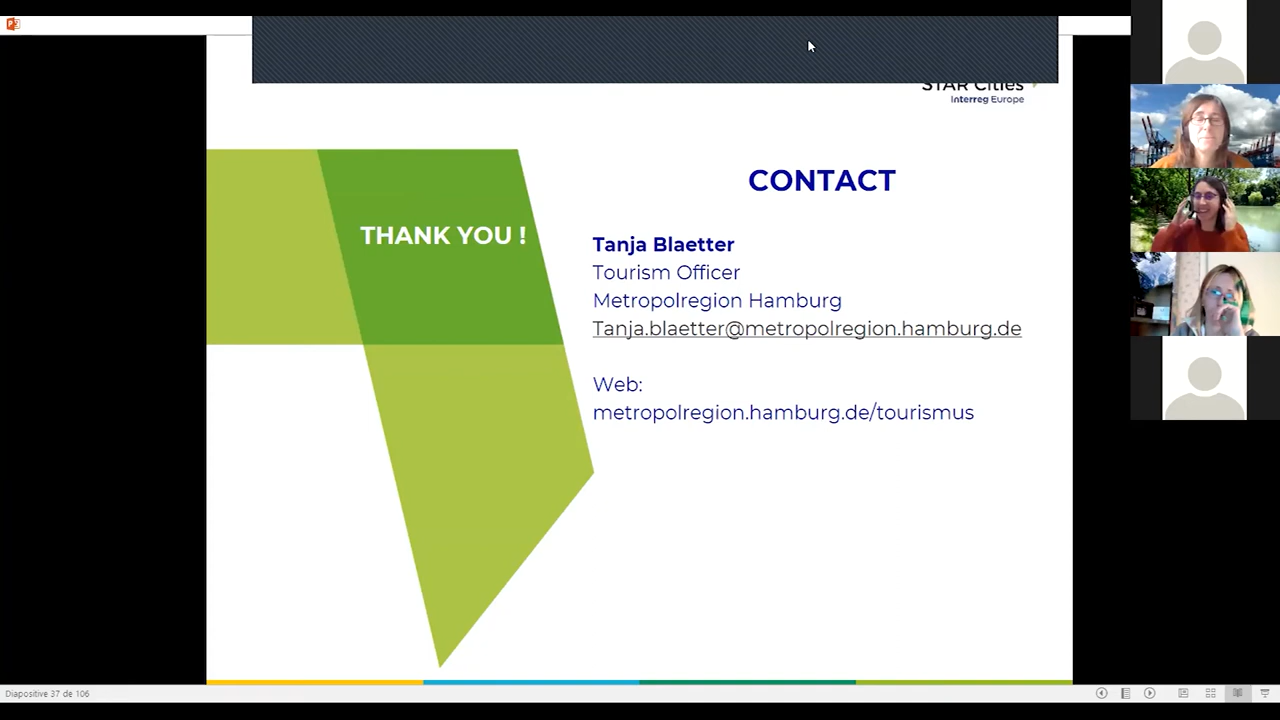 STAR Cities
Interreg Europe
CONTACT
THANK YOU !
Tanja Blaetter
Tourism Officer
Metropolregion Hamburg
Tanja.blaetter@metropolregion.hamburg.de
Web:
metropolregion.hamburg.de/tourismus
Diapositive 37 de 106